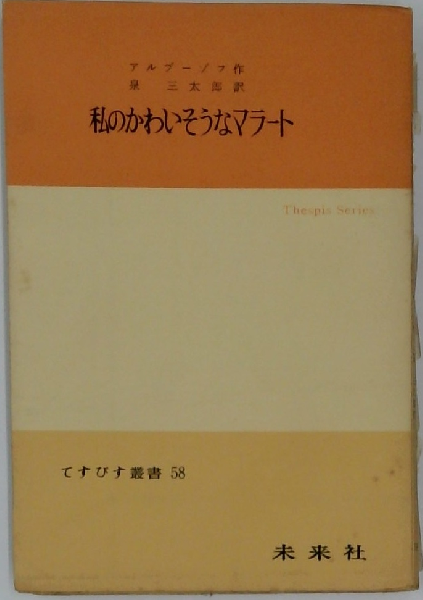 アルブーゾフ作
泉 三太郎訳
私のかわいそうなマラート
Thespis Series
てすぴす叢書 58
未来社